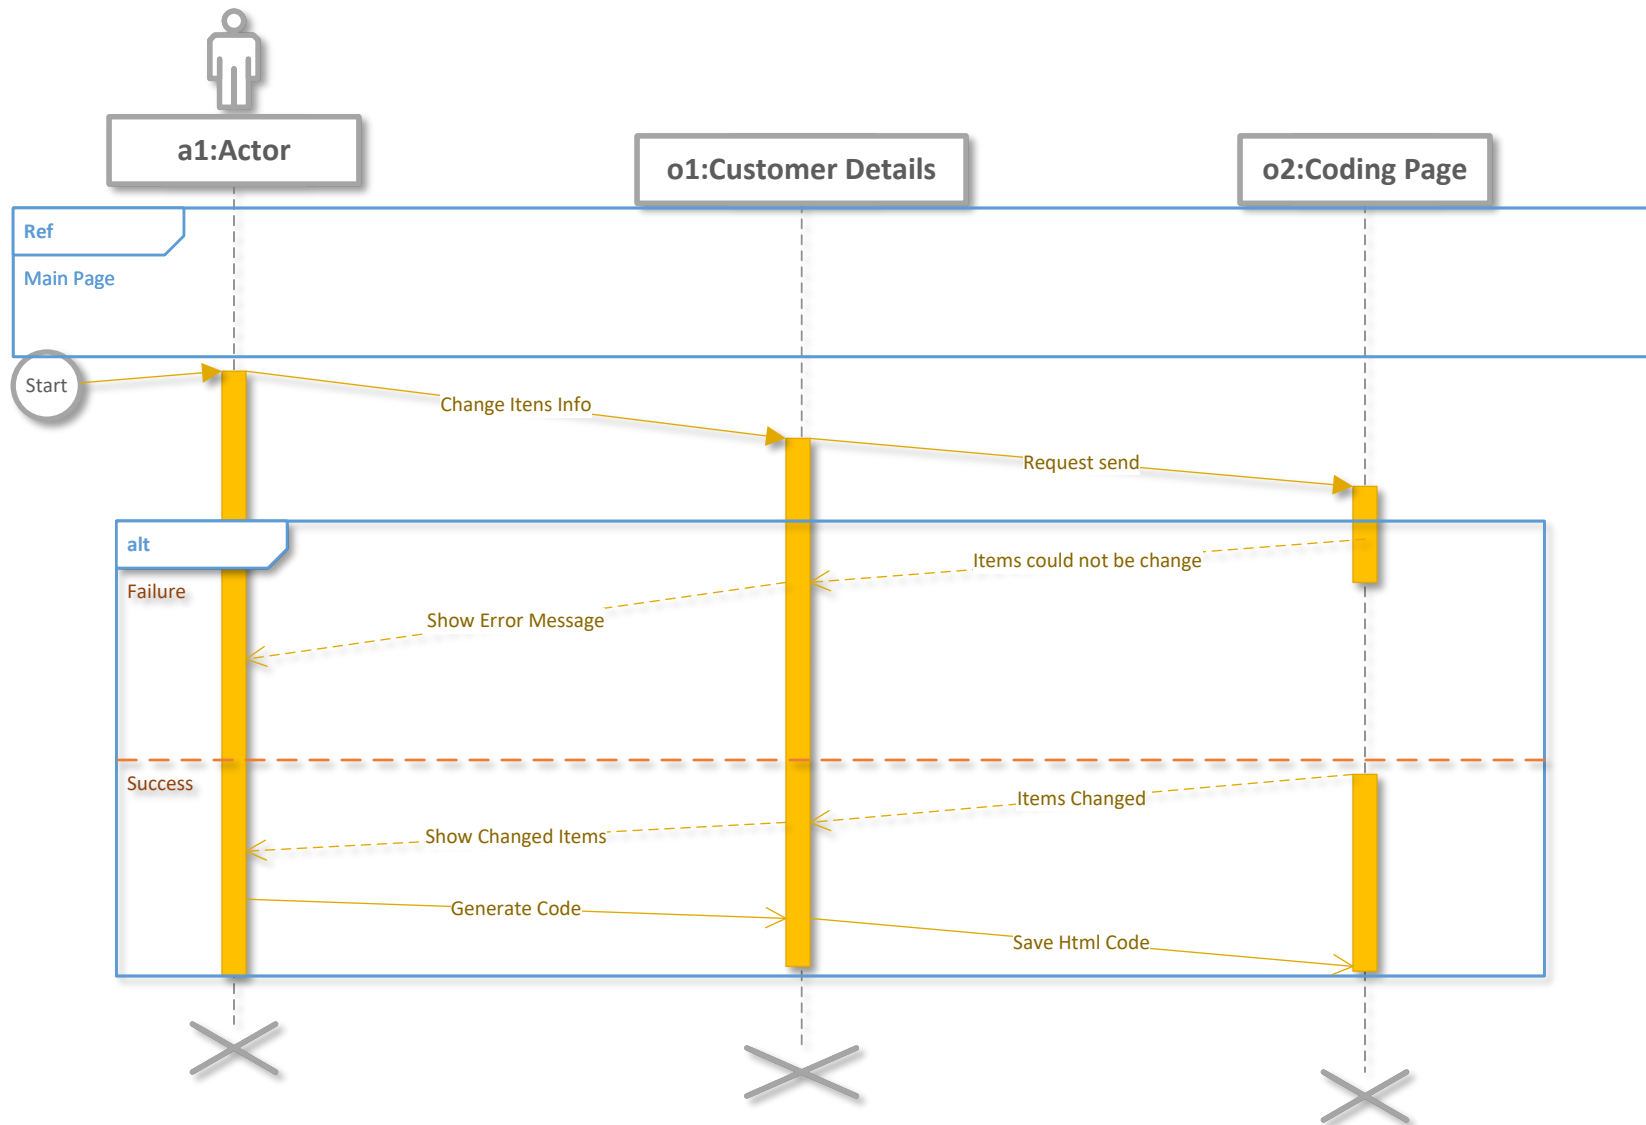 a1:Actor
o1:Customer Details
o2:Coding Page
Ref
Main Page
Start
Change Itens Info
Request send
alt
Items could not be change
Failure
Show Error Message
Success
Items Changed
Show Changed Items
Generate Code
Save Html Code